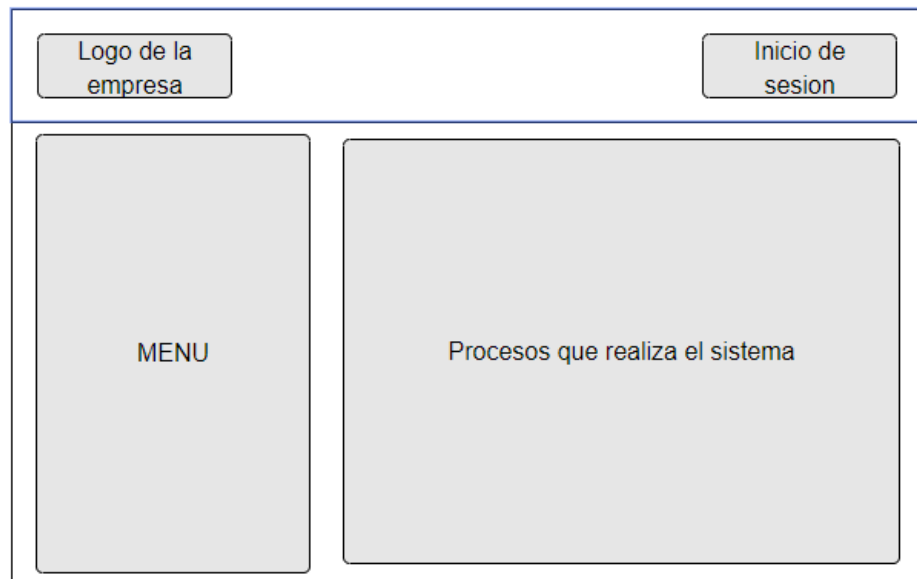 Logo de la
empresa
Inicio de
sesion
MENU
Procesos que realiza el sistema